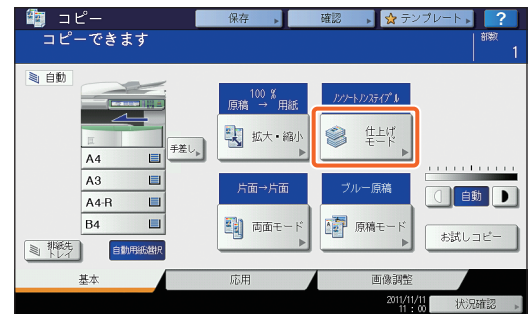 コピー
保存
確認
テンプレート
?
コピーできます
部数
1
自動
100 %
原稿 → 用紙
ノンソート/ノンステイプル
拡大・縮小
仕上げ
モード
手差し
A4
A3
A4-R
B4
片面→片面
ブルー原稿
自動
両面モード
原稿モード
お試しコピー
排紙先
トレイ
自動用紙選択
基本
応用
画像調整
2011/11/11
11 : 00
状況確認